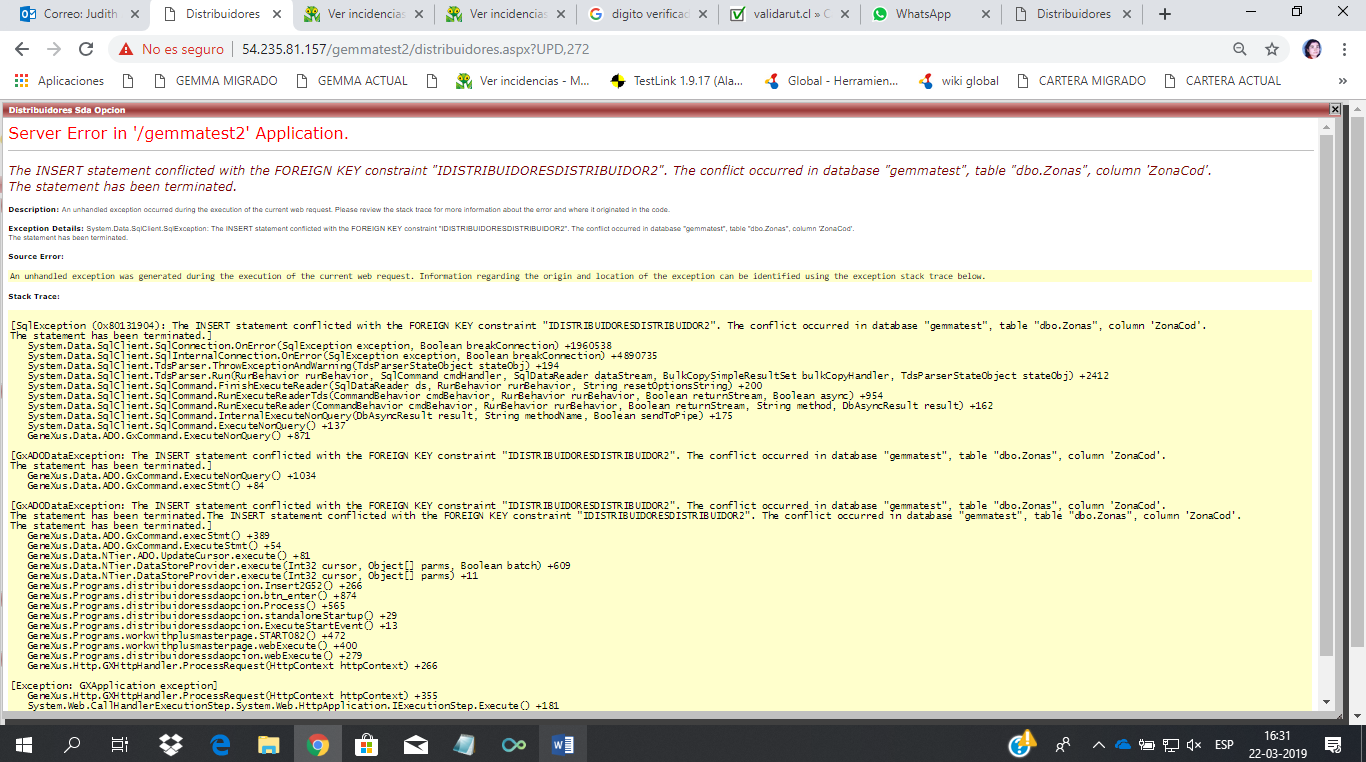 Correo: Judith
Distribuidores
Ver incidencias
Ver incidencias
digito verificad
validarut.cl » C
WhatsApp
Distribuidores
No es seguro
54.235.81.157/gemmatest2/distribuidores.aspx?UPD,272
Aplicaciones
GEMMA MIGRADO
GEMMA ACTUAL
Ver incidencias - M...
TestLink 1.9.17 (Ala...
Global - Herramien...
wiki global
CARTERA MIGRADO
CARTERA ACTUAL
»
Distribuidores Sda Opcion
Server Error in '/gemmatest2' Application.
The INSERT statement conflicted with the FOREIGN KEY constraint "IDISTRIBUIDORESDISTRIBUIDOR2". The conflict occurred in database "gemmatest", table "dbo.Zonas", column 'ZonaCod'.
The statement has been terminated.
Description: An unhandled exception occurred during the execution of the current web request. Please review the stack trace for more information about the error and where it originated in the code.
Exception Details: System.Data.SqlClient.SqlException: The INSERT statement conflicted with the FOREIGN KEY constraint "IDISTRIBUIDORESDISTRIBUIDOR2". The conflict occurred in database "gemmatest", table "dbo.Zonas", column 'ZonaCod'.
The statement has been terminated.
Source Error:
An unhandled exception was generated during the execution of the current web request. Information regarding the origin and location of the exception can be identified using the exception stack trace below.
Stack Trace:
[SqlException (0x80131904): The INSERT statement conflicted with the FOREIGN KEY constraint "IDISTRIBUIDORESDISTRIBUIDOR2". The conflict occurred in database "gemmatest", table "dbo.Zonas", column 'ZonaCod'.
The statement has been terminated.]
System.Data.SqlClient.SqlConnection.OnError(SqlException exception, Boolean breakConnection) +1960538
System.Data.SqlClient.SqlInternalConnection.OnError(SqlException exception, Boolean breakConnection) +4890735
System.Data.SqlClient.TdsParser.ThrowExceptionAndWarning(TdsParserStateObject stateObj) +194
System.Data.SqlClient.TdsParser.Run(RunBehavior runBehavior, SqlCommand cmdHandler, SqlDataReader dataStream, BulkCopySimpleResultSet bulkCopyHandler, TdsParserStateObject stateObj) +2412
System.Data.SqlClient.SqlCommand.FinishExecuteReader(SqlDataReader ds, RunBehavior runBehavior, String resetOptionsString) +200
System.Data.SqlClient.SqlCommand.RunExecuteReaderTds(CommandBehavior cmdBehavior, RunBehavior runBehavior, Boolean returnStream, Boolean async) +954
System.Data.SqlClient.SqlCommand.RunExecuteReader(CommandBehavior cmdBehavior, RunBehavior runBehavior, Boolean returnStream, String method, DbAsyncResult result) +162
System.Data.SqlClient.SqlCommand.InternalExecuteNonQuery(DbAsyncResult result, String methodName, Boolean sendToPipe) +175
System.Data.SqlClient.SqlCommand.ExecuteNonQuery() +137
GeneXus.Data.ADO.GxCommand.ExecuteNonQuery() +871
[GxADODataException: The INSERT statement conflicted with the FOREIGN KEY constraint "IDISTRIBUIDORESDISTRIBUIDOR2". The conflict occurred in database "gemmatest", table "dbo.Zonas", column 'ZonaCod'.
The statement has been terminated.]
GeneXus.Data.ADO.GxCommand.ExecuteNonQuery() +1034
GeneXus.Data.ADO.GxCommand.execStmt() +84
[GxADODataException: The INSERT statement conflicted with the FOREIGN KEY constraint "IDISTRIBUIDORESDISTRIBUIDOR2". The conflict occurred in database "gemmatest", table "dbo.Zonas", column 'ZonaCod'.
The statement has been terminated.The INSERT statement conflicted with the FOREIGN KEY constraint "IDISTRIBUIDORESDISTRIBUIDOR2". The conflict occurred in database "gemmatest", table "dbo.Zonas", column 'ZonaCod'.
The statement has been terminated.]
GeneXus.Data.ADO.GxCommand.execStmt() +389
GeneXus.Data.ADO.GxCommand.ExecuteStmt() +54
GeneXus.Data.NTier.ADO.UpdateCursor.execute() +81
GeneXus.Data.NTier.DataStoreProvider.execute(Int32 cursor, Object[] parms, Boolean batch) +609
GeneXus.Data.NTier.DataStoreProvider.execute(Int32 cursor, Object[] parms) +11
GeneXus.Programs.distribuidoressdaopcion.Insert2G52() +266
GeneXus.Programs.distribuidoressdaopcion.btn_enter() +874
GeneXus.Programs.distribuidoressdaopcion.Process() +565
GeneXus.Programs.distribuidoressdaopcion.standaloneStartup() +29
GeneXus.Programs.distribuidoressdaopcion.ExecuteStartEvent() +13
GeneXus.Programs.workwithplusmasterpage.START082() +472
GeneXus.Programs.workwithplusmasterpage.webExecute() +400
GeneXus.Programs.distribuidoressdaopcion.webExecute() +279
GeneXus.Http.GXHttpHandler.ProcessRequest(HttpContext httpContext) +266
[Exception: GXApplication exception]
GeneXus.Http.GXHttpHandler.ProcessRequest(HttpContext httpContext) +355
System.Web.CallHandlerExecutionStep.System.Web.HttpApplication.IExecutionStep.Execute() +181
ESP
16:31
22-03-2019